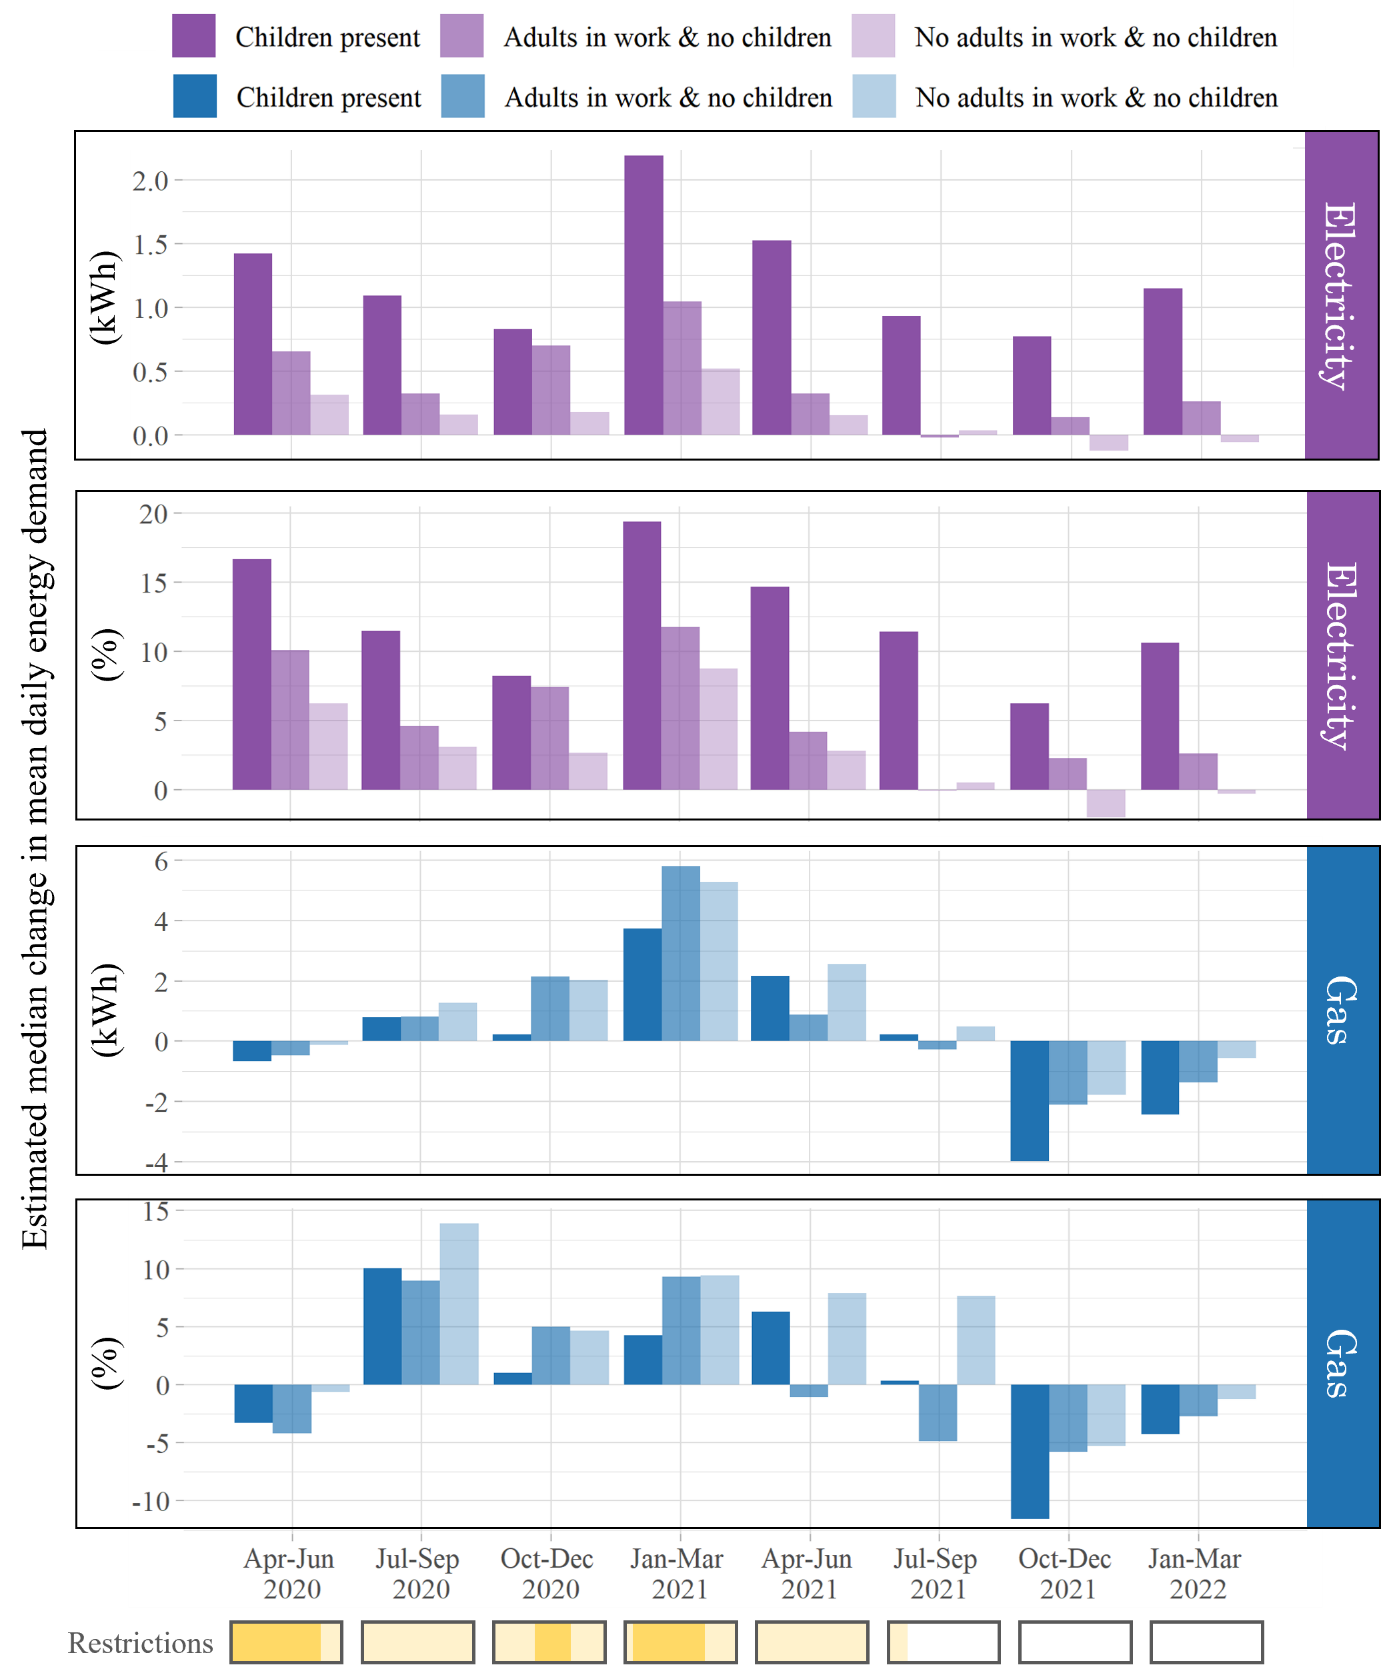 Children present Adults in work & no children No adults in work & no children
Children present Adults in work & no children No adults in work & no children
Estimated median change in mean daily energy demand
(kWh)
2.0
1.5
1.0
0.5
0.0
Electricity
(%)
20
15
10
5
0
Electricity
(kWh)
6
4
2
0
-2
-4
Gas
(%)
15
10
5
0
-5
-10
Gas
Apr-Jun Jul-Sep Oct-Dec Jan-Mar Apr-Jun Jul-Sep Oct-Dec Jan-Mar
2020 2020 2020 2021 2021 2021 2021 2022
Restrictions